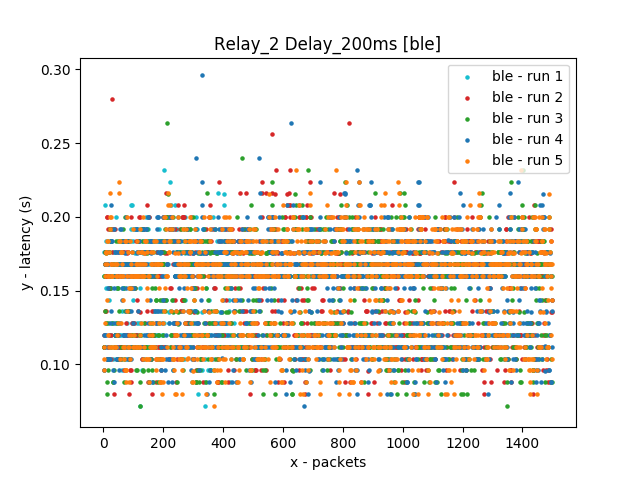 Relay_2 Delay_200ms [ble]
0.30
0.25
0.20
0.15
0.10
y - latency (s)
ble - run 1
ble - run 2
ble - run 3
ble - run 4
ble - run 5
0 200 400 600 800 1000 1200 1400
x - packets